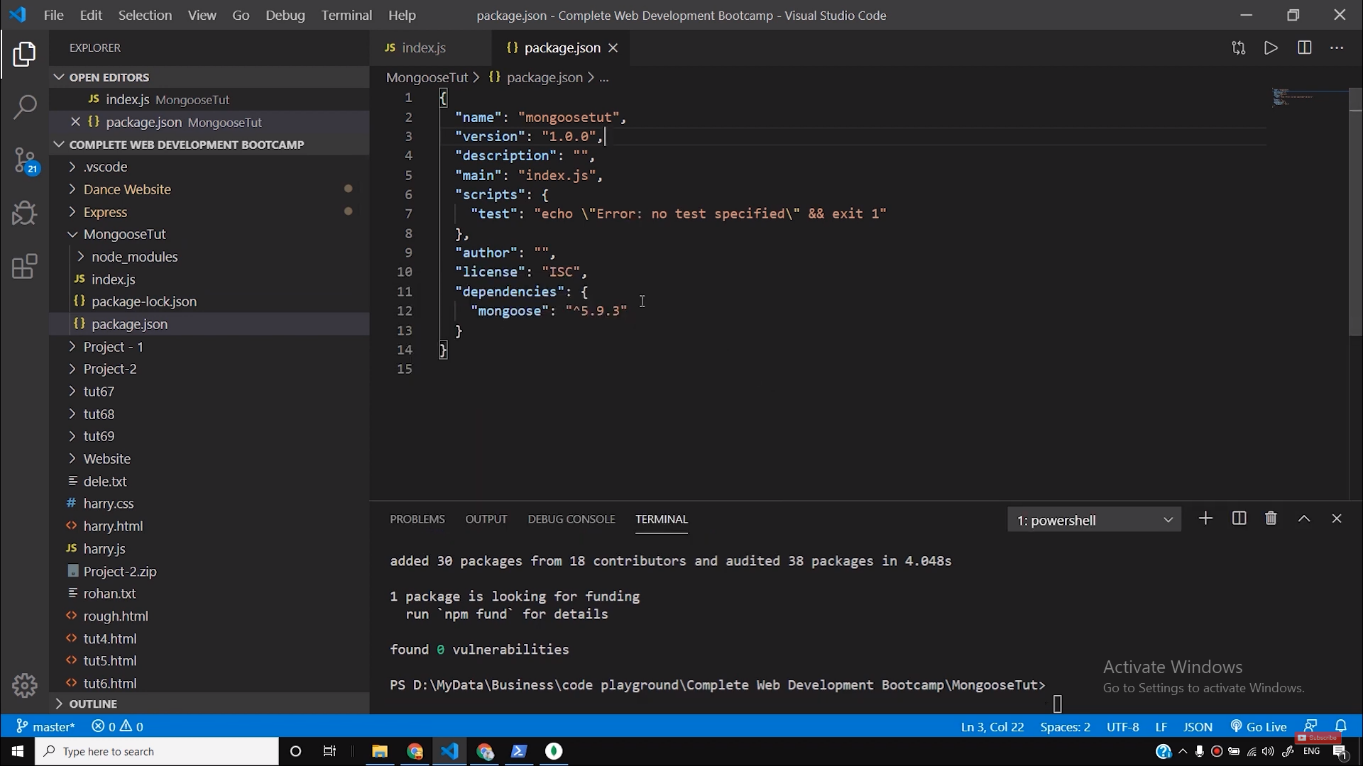 File Edit Selection View Go Debug Terminal Help
package.json - Complete Web Development Bootcamp - Visual Studio Code
EXPLORER
OPEN EDITORS
index.js MongooseTut
package.json MongooseTut
COMPLETE WEB DEVELOPMENT BOOTCAMP
.vscode
Dance Website
Express
MongooseTut
node_modules
index.js
package-lock.json
package.json
Project - 1
Project-2
tut67
tut68
tut69
Website
dele.txt
harry.css
harry.html
harry.js
Project-2.zip
rohan.txt
rough.html
tut4.html
tut5.html
tut6.html
OUTLINE
21
index.js
package.json
MongooseTut > package.json > ...
1 {
2 "name": "mongoosetut",
3 "version": "1.0.0",
4 "description": "",
5 "main": "index.js",
6 "scripts": {
7 "test": "echo \"Error: no test specified\" && exit 1"
8 },
9 "author": "",
10 "license": "ISC",
11 "dependencies": {
12 "mongoose": "^5.9.3"
13 }
14 }
15
PROBLEMS OUTPUT DEBUG CONSOLE TERMINAL
1: powershell
added 30 packages from 18 contributors and audited 38 packages in 4.048s
1 package is looking for funding
run `npm fund` for details
found 0 vulnerabilities
PS D:\MyData\Business\code playground\Complete Web Development Bootcamp\MongooseTut>
Activate Windows
Go to Settings to activate Windows.
master* 0 0
Ln 3, Col 22 Spaces: 2 UTF-8 LF JSON Go Live
Subscribe
Type here to search
ENG
1